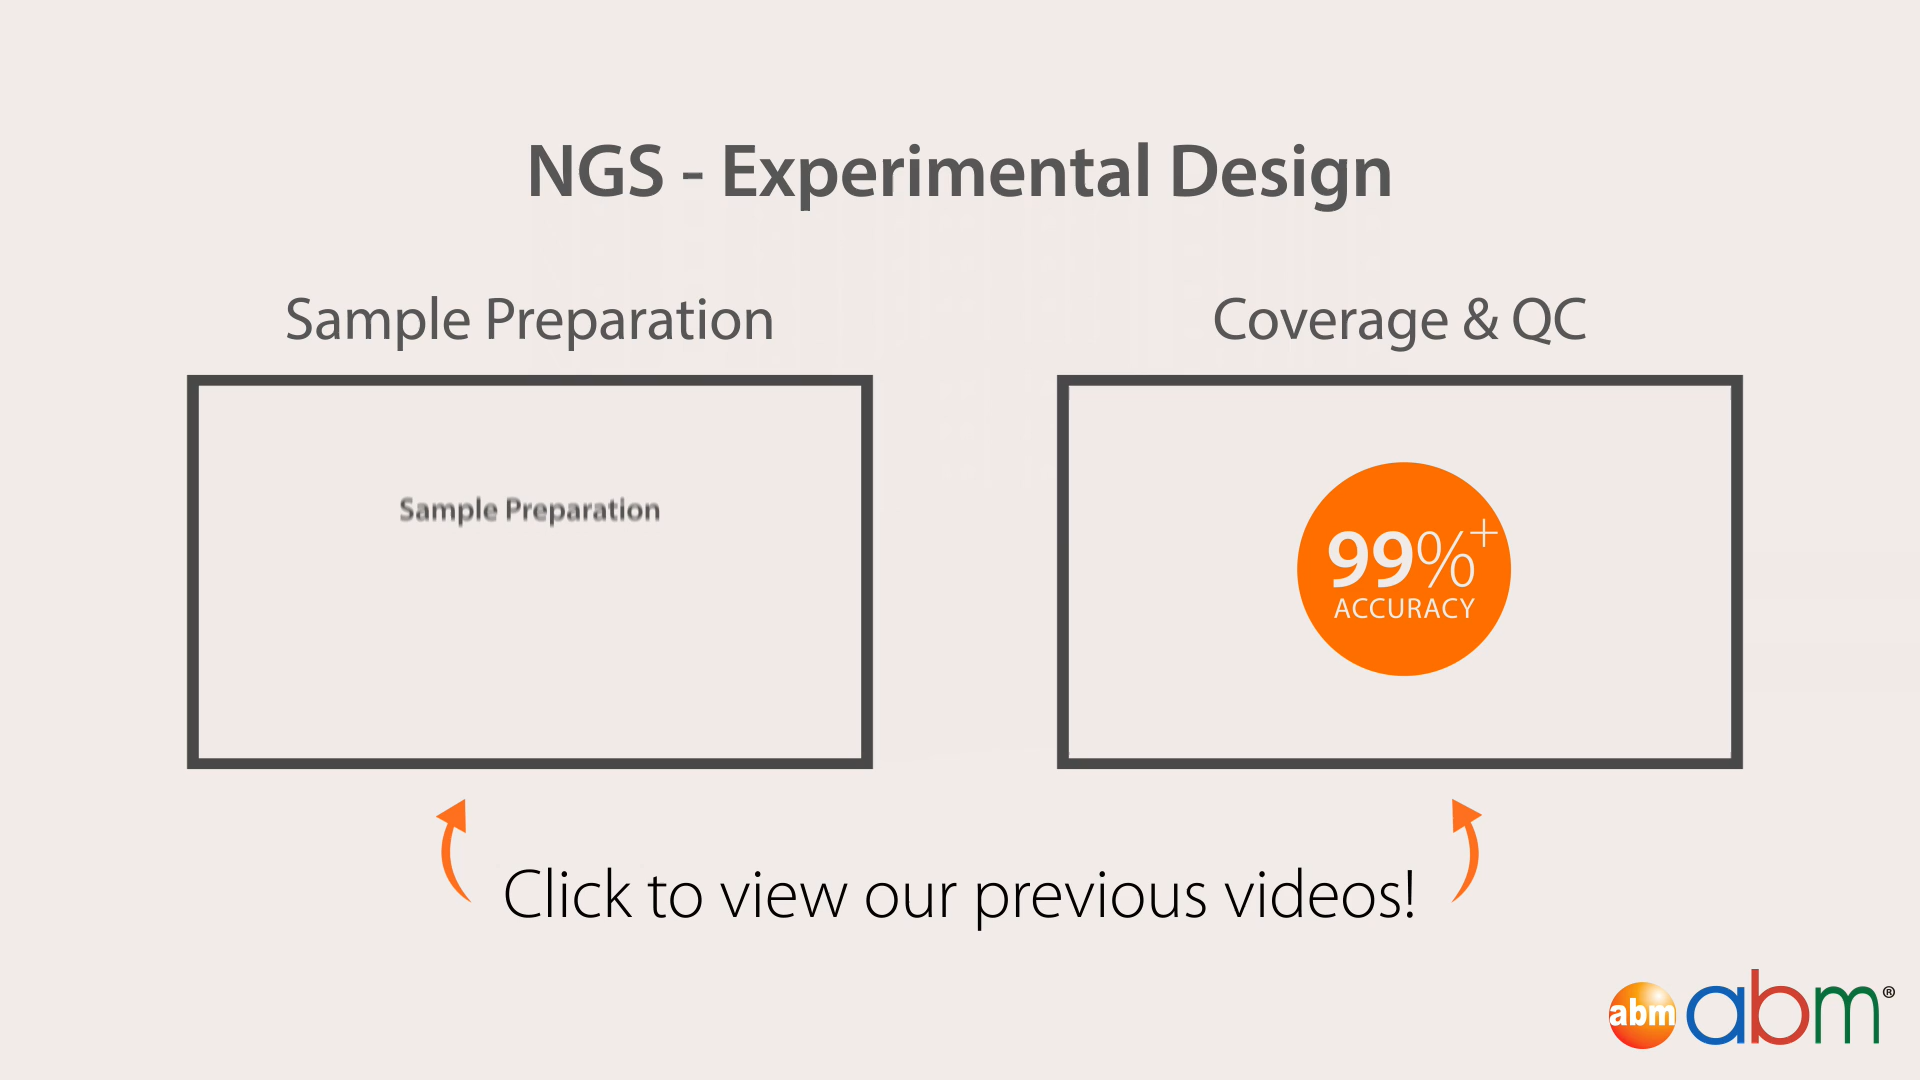 NGS - Experimental Design
Sample Preparation
Coverage & QC
Sample Preparation
99%+
ACCURACY
Click to view our previous videos!
abm abm®